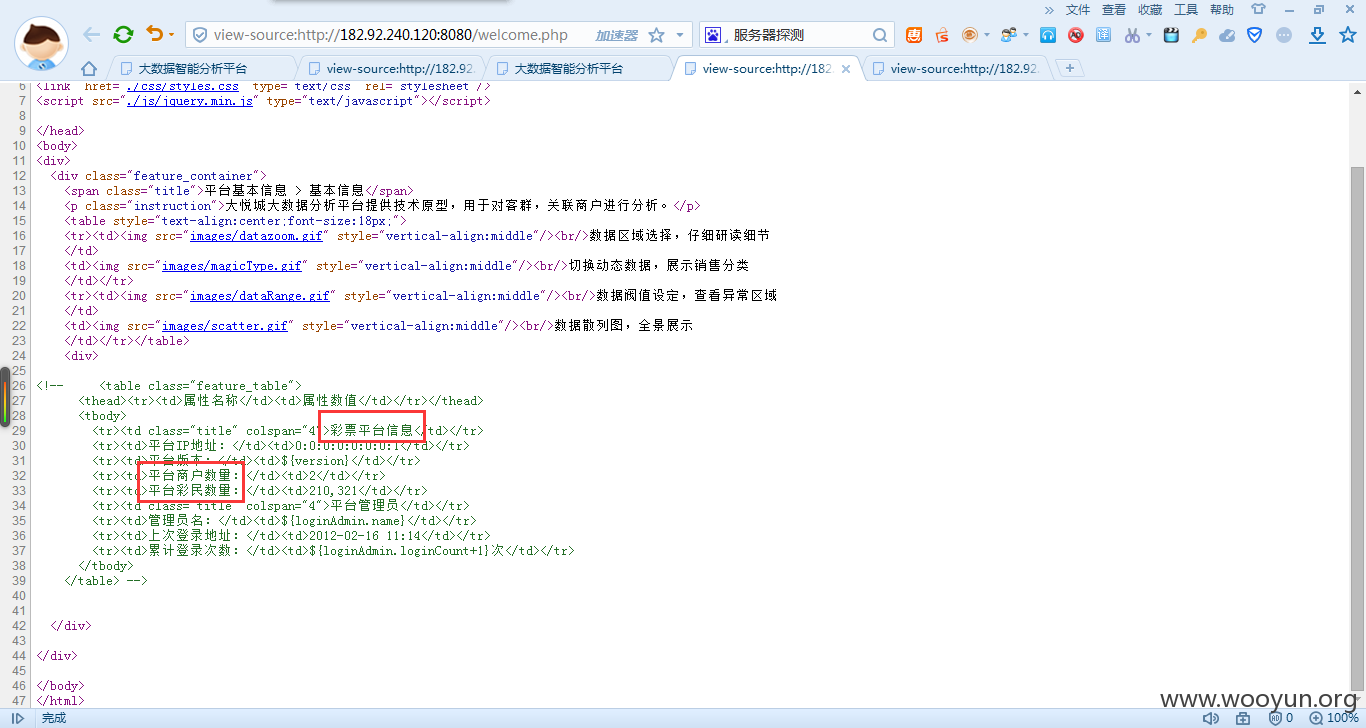 » 文件 查看 收藏 工具 帮助
view-source:http://182.92.240.120:8080/welcome.php 加速器 服务器探测
大数据智能分析平台 view-source:http://182.92. 大数据智能分析平台 view-source:http://182. view-source:http://182.92.
6 <link href="./css/styles.css" type="text/css" rel="stylesheet"/>
7 <script src="./js/jquery.min.js" type="text/javascript"></script>
8
9 </head>
10 <body>
11 <div>
12 <div class="feature_container">
13 <span class="title">平台基本信息 > 基本信息</span>
14 <p class="instruction">大悦城大数据分析平台提供技术原型，用于对客群，关联商户进行分析。</p>
15 <table style="text-align:center;font-size:18px;">
16 <tr><td><img src="images/datazoom.gif" style="vertical-align:middle"/><br/>数据区域选择，仔细研读细节
17 </td>
18 <td><img src="images/magicType.gif" style="vertical-align:middle"/><br/>切换动态数据，展示销售分类
19 </td></tr>
20 <tr><td><img src="images/dataRange.gif" style="vertical-align:middle"/><br/>数据阀值设定，查看异常区域
21 </td>
22 <td><img src="images/scatter.gif" style="vertical-align:middle"/><br/>数据散列图，全景展示
23 </td></tr></table>
24 <div>
25
26 <!-- <table class="feature_table">
27 <thead><tr><td>属性名称</td><td>属性数值</td></tr></thead>
28 <tbody>
29 <tr><td class="title" colspan="4">彩票平台信息</td></tr>
30 <tr><td>平台IP地址：</td><td>0:0:0:0:0:0:0:1</td></tr>
31 <tr><td>平台版本：</td><td>${version}</td></tr>
32 <tr><td>平台商户数量：</td><td>2</td></tr>
33 <tr><td>平台彩民数量：</td><td>210,321</td></tr>
34 <tr><td class="title" colspan="4">平台管理员</td></tr>
35 <tr><td>管理员名：</td><td>${loginAdmin.name}</td></tr>
36 <tr><td>上次登录地址：</td><td>2012-02-16 11:14</td></tr>
37 <tr><td>累计登录次数：</td><td>${loginAdmin.loginCount+1}次</td></tr>
38 </tbody>
39 </table> -->
40
41
42 </div>
43
44 </div>
45
46 </body>
47 </html>
www.wooyun.org
完成 0 100%